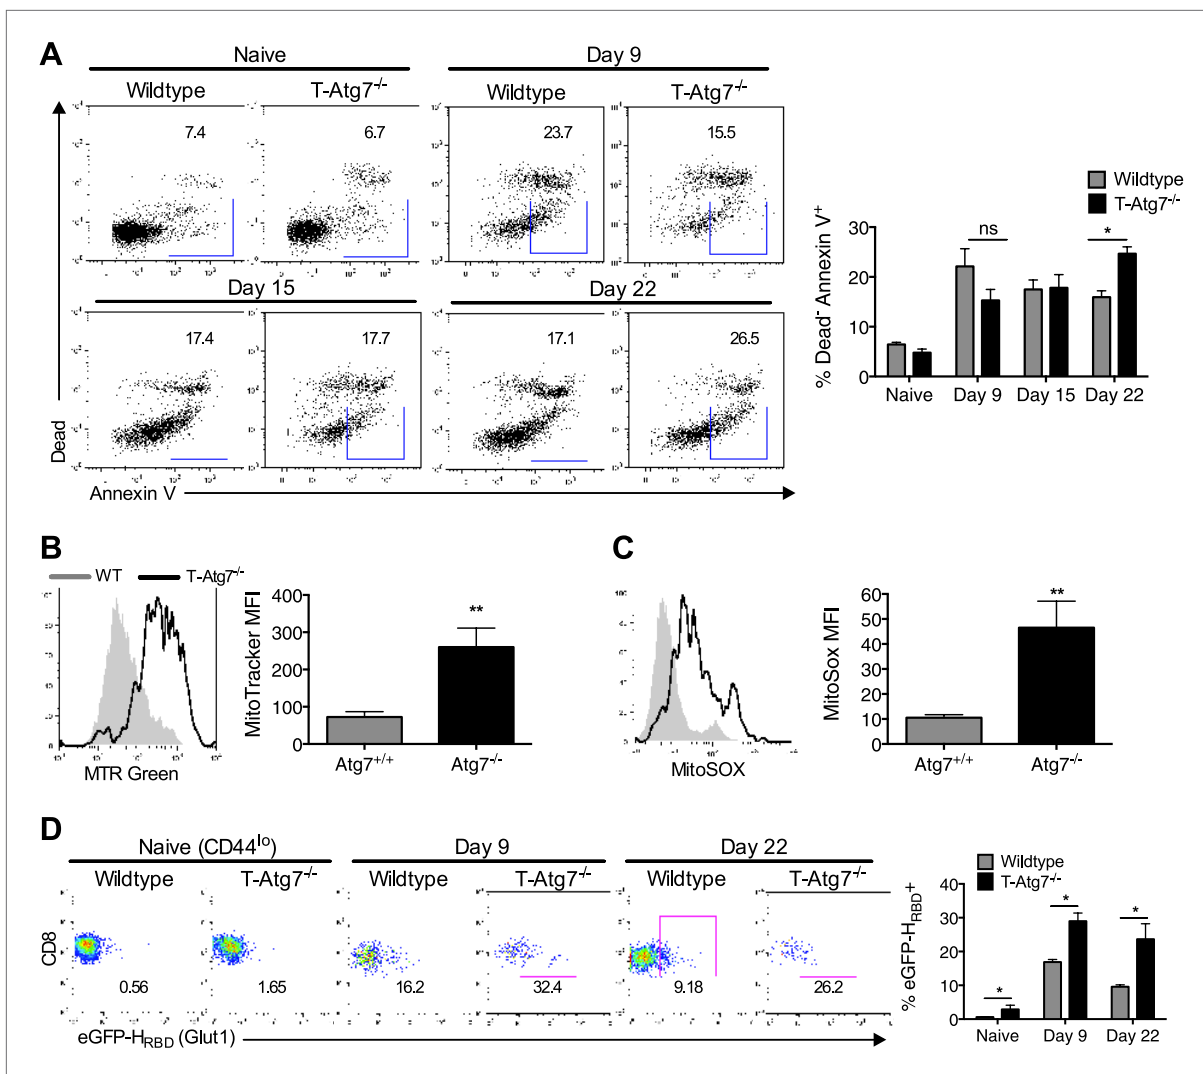 A
Naive
Day 9
Wildtype
T-Atg7-/-
Wildtype
T-Atg7-/-
7.4
6.7
23.7
15.5
Day 15
Day 22
17.4
17.7
17.1
26.5
Dead
Annexin V
Wildtype
T-Atg7-/-
% Dead- Annexin V+
30
20
10
0
ns
*
Naive
Day 9
Day 15
Day 22
B
WT
T-Atg7-/-
MTR Green
MitoTracker MFI
400
300
200
100
0
**
Atg7+/+
Atg7-/-
C
MitoSOX
MitoSox MFI
60
50
40
30
20
10
0
**
Atg7+/+
Atg7-/-
D
Naive (CD44lo)
Day 9
Day 22
Wildtype
T-Atg7-/-
Wildtype
T-Atg7-/-
Wildtype
T-Atg7-/-
CD8
0.56
1.65
16.2
32.4
9.18
26.2
eGFP-HRBD (Glut1)
Wildtype
T-Atg7-/-
% eGFP-HRBD+
40
30
20
10
0
*
*
*
Naive
Day 9
Day 22